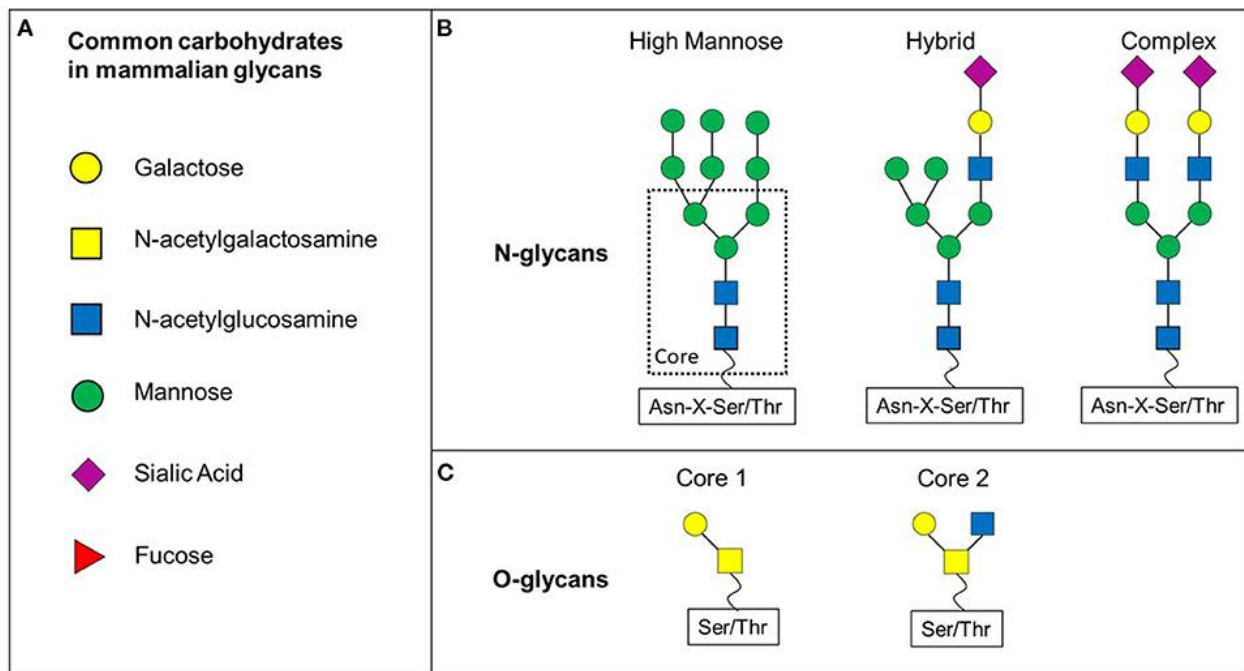 A
Common carbohydrates
in mammalian glycans
Galactose
N-acetylgalactosamine
N-acetylglucosamine
Mannose
Sialic Acid
Fucose
B
High Mannose
Hybrid
Complex
N-glycans
Core
Asn-X-Ser/Thr
Asn-X-Ser/Thr
Asn-X-Ser/Thr
C
Core 1
Core 2
O-glycans
Ser/Thr
Ser/Thr